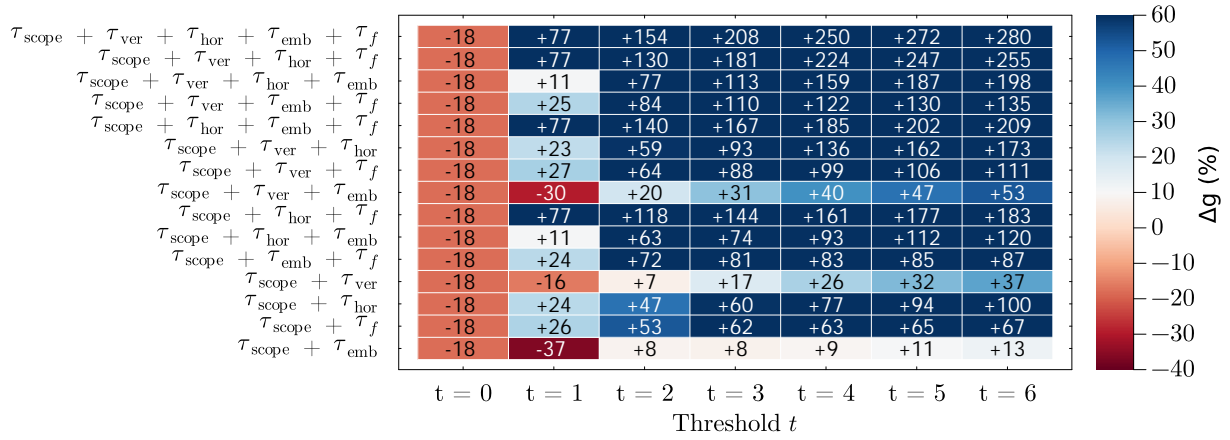 τscope + τver + τhor + τemb + τf -18 +77 +154 +208 +250 +272 +280
τscope + τver + τhor + τf -18 +77 +130 +181 +224 +247 +255
τscope + τver + τhor + τemb -18 +11 +77 +113 +159 +187 +198
τscope + τver + τemb + τf -18 +25 +84 +110 +122 +130 +135
τscope + τhor + τemb + τf -18 +77 +140 +167 +185 +202 +209
τscope + τver + τhor -18 +23 +59 +93 +136 +162 +173
τscope + τver + τf -18 +27 +64 +88 +99 +106 +111
τscope + τver + τemb -18 -30 +20 +31 +40 +47 +53
τscope + τhor + τf -18 +77 +118 +144 +161 +177 +183
τscope + τhor + τemb -18 +11 +63 +74 +93 +112 +120
τscope + τemb + τf -18 +24 +72 +81 +83 +85 +87
τscope + τver -18 -16 +7 +17 +26 +32 +37
τscope + τhor -18 +24 +47 +60 +77 +94 +100
τscope + τf -18 +26 +53 +62 +63 +65 +67
τscope + τemb -18 -37 +8 +8 +9 +11 +13
t = 0 t = 1 t = 2 t = 3 t = 4 t = 5 t = 6
Threshold t
60
50
40
30
20
10
0
−10
−20
−30
−40
Δg (%)